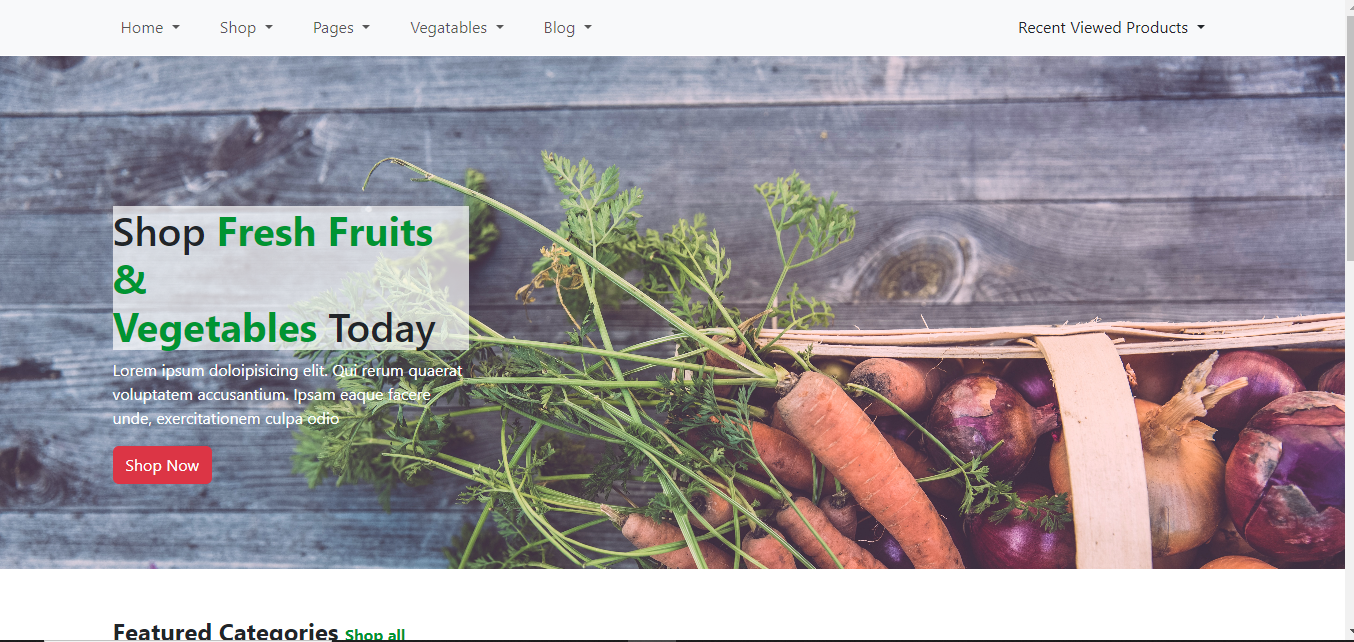 Home Shop Pages Vegatables Blog Recent Viewed Products
Shop Fresh Fruits
&
Vegetables Today
Lorem ipsum doloipisicing elit. Qui rerum quaerat
voluptatem accusantium. Ipsam eaque facere
unde, exercitationem culpa odio
Shop Now
Featured Categories Shop all